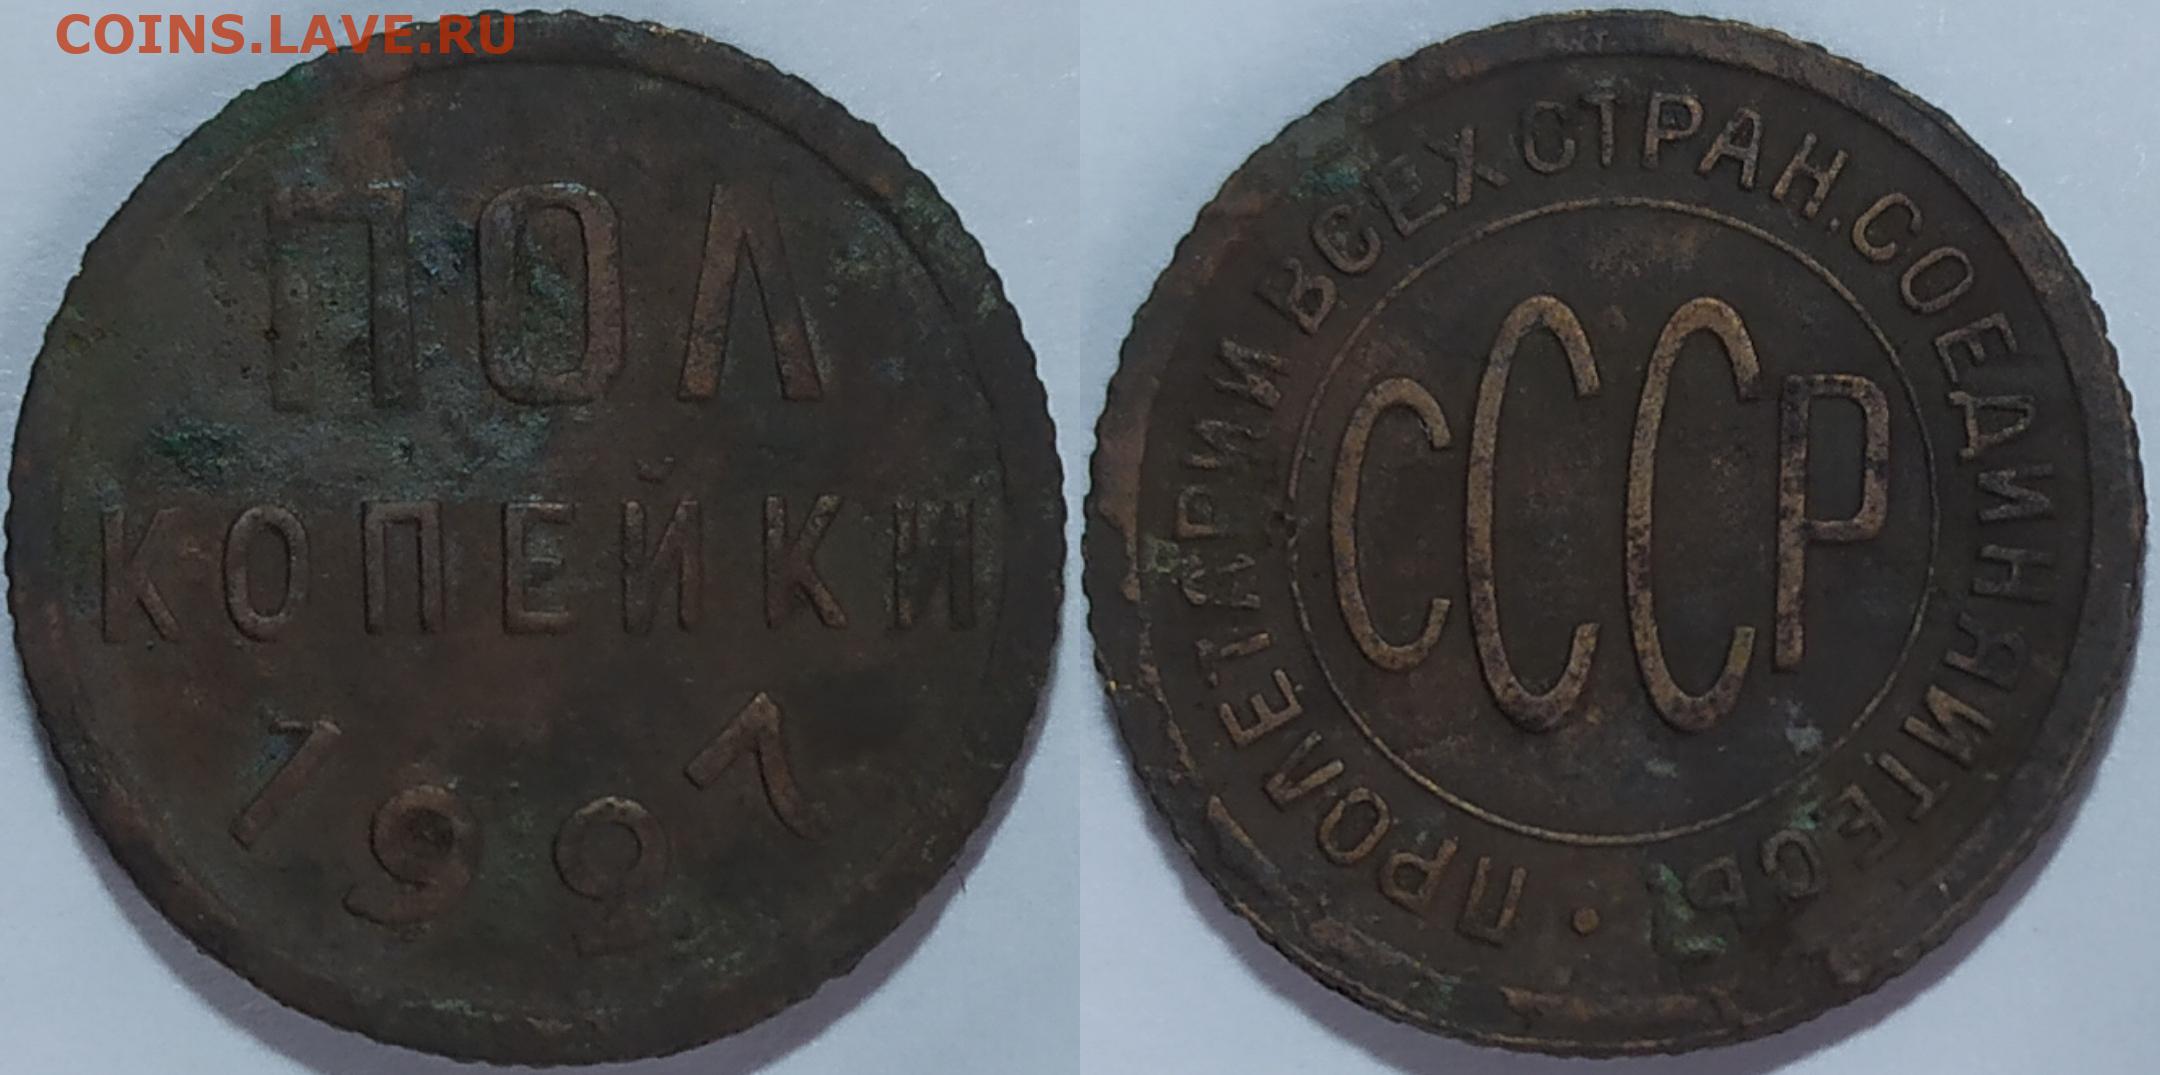 COINS.LAVE.RU
ПОЛ
КОПЕЙКИ
1927
ПРОЛЕТАРИИ ВСЕХ СТРАН. СОЕДИНЯЙТЕСЬ
СССР